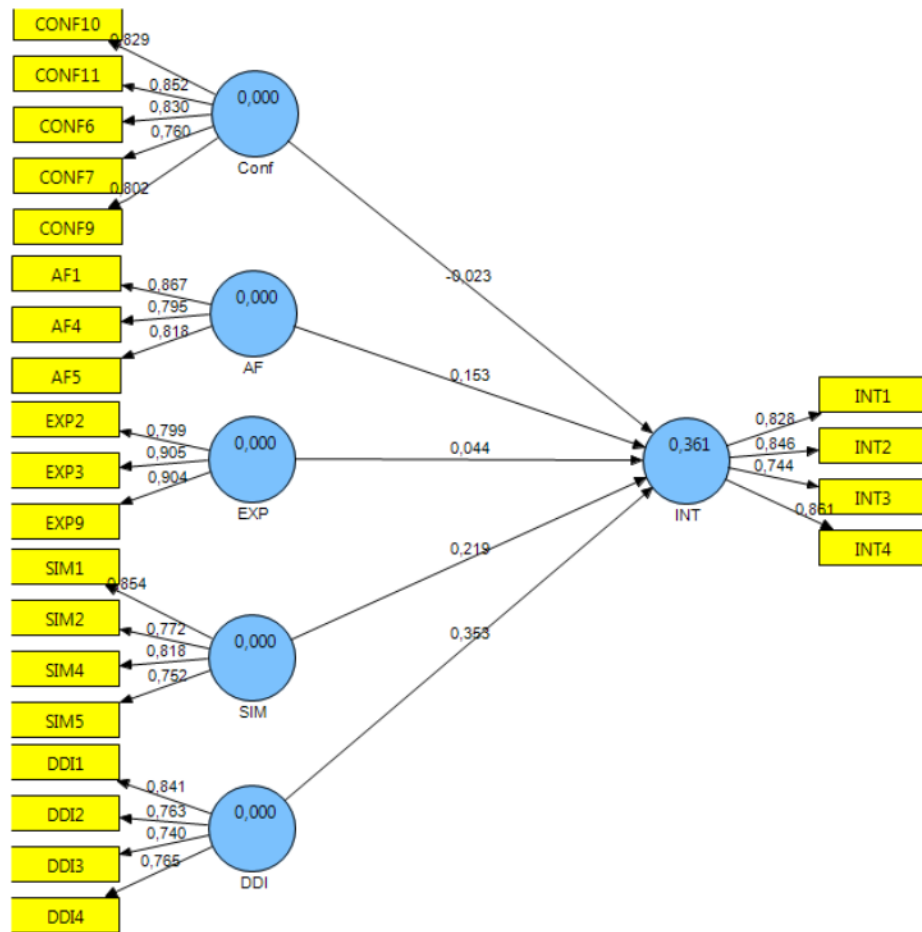 CONF10
0,829
CONF11
0,852
CONF6
0,830
CONF7
0,760
CONF9
0,802
0,000
Conf
-0,023
AF1
0,867
AF4
0,795
AF5
0,818
0,000
AF
0,153
EXP2
0,799
EXP3
0,905
EXP9
0,904
0,000
EXP
0,044
SIM1
0,854
SIM2
0,772
SIM4
0,818
SIM5
0,752
0,000
SIM
0,219
DDI1
0,841
DDI2
0,763
DDI3
0,740
DDI4
0,765
0,000
DDI
0,353
0,361
INT
INT1
0,828
INT2
0,846
INT3
0,744
INT4
0,861